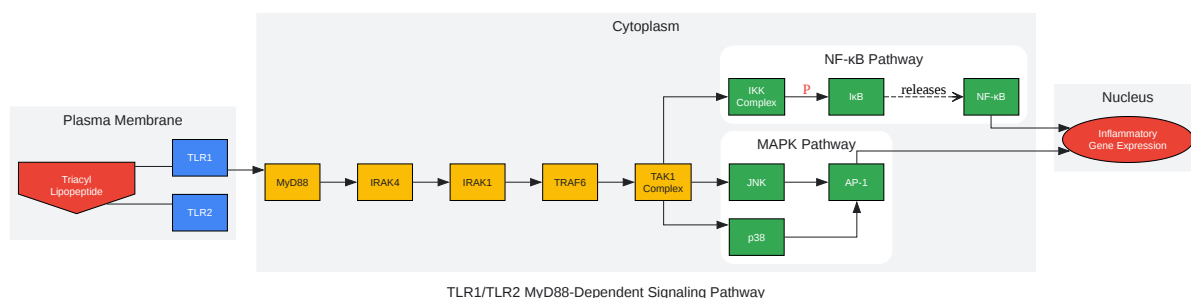 Cytoplasm
NF-κB Pathway
IKK
Complex
P
IκB
releases
NF-κB
Nucleus
Inflammatory
Gene Expression
Plasma Membrane
TLR1
Triacyl
Lipopeptide
TLR2
MyD88
IRAK4
IRAK1
TRAF6
TAK1
Complex
MAPK Pathway
JNK
AP-1
p38
TLR1/TLR2 MyD88-Dependent Signaling Pathway